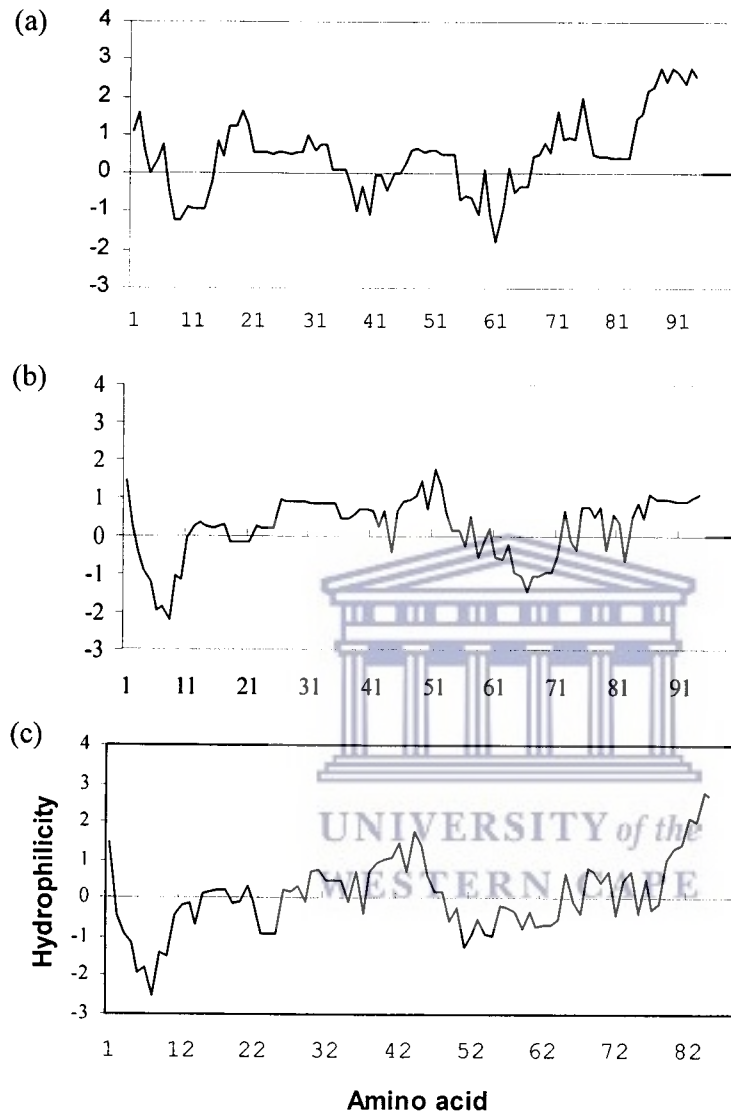 (a)
4
3
2
1
0
-1
-2
-3
1 11 21 31 41 51 61 71 81 91
(b)
4
3
2
1
0
-1
-2
-3
1 11 21 31 41 51 61 71 81 91
(c)
4
3
2
1
0
-1
-2
-3
Hydrophilicity
UNIVERSITY of the
WESTERN CAPE
1 12 22 32 42 52 62 72 82
Amino acid